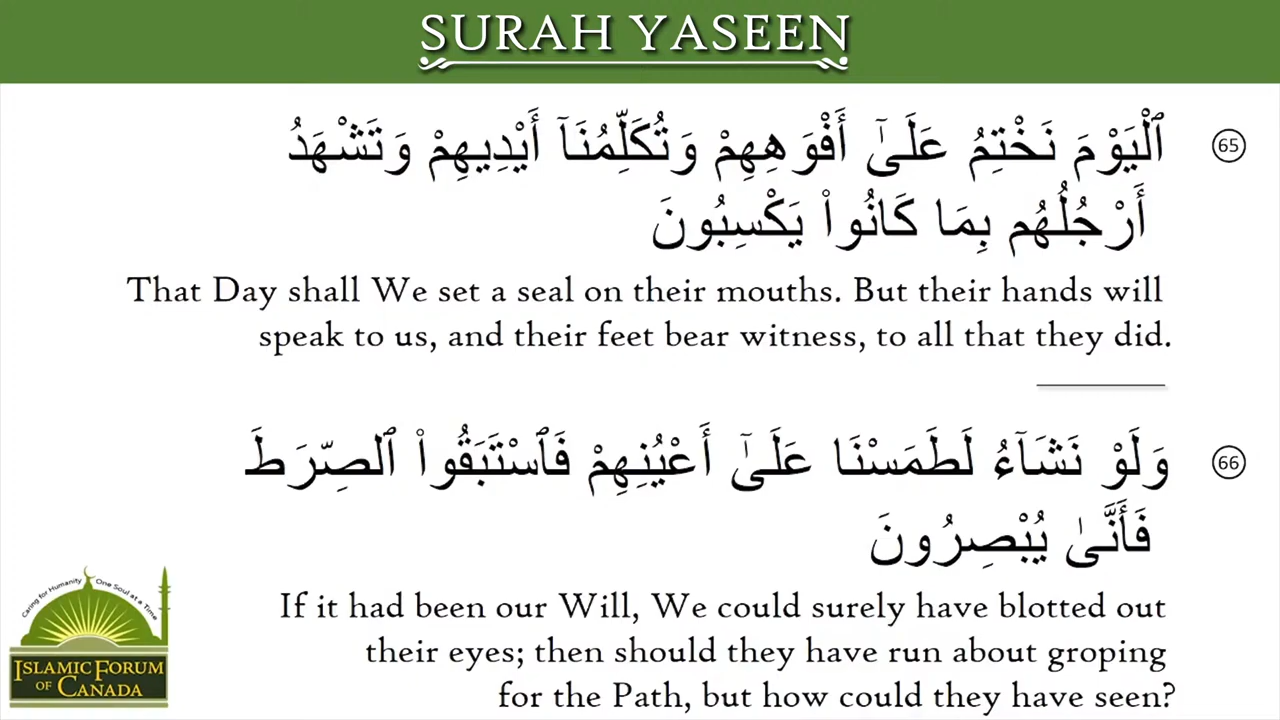 SURAH YASEEN
ٱلْيَوْمَ نَخْتِمُ عَلَىٰٓ أَفْوَهِهِمْ وَتُكَلِّمُنَآ أَيْدِيهِمْ وَتَشْهَدُ 65
أَرْجُلُهُم بِمَا كَانُوا۟ يَكْسِبُونَ
That Day shall We set a seal on their mouths. But their hands will
speak to us, and their feet bear witness, to all that they did.
وَلَوْ نَشَآءُ لَطَمَسْنَا عَلَىٰٓ أَعْيُنِهِمْ فَٱسْتَبَقُوا۟ ٱلصِّرَطَ 66
فَأَنَّىٰ يُبْصِرُونَ
If it had been our Will, We could surely have blotted out
their eyes; then should they have run about groping
for the Path, but how could they have seen?
Caring for Humanity One Soul at a Time
ISLAMIC FORUM
OF CANADA